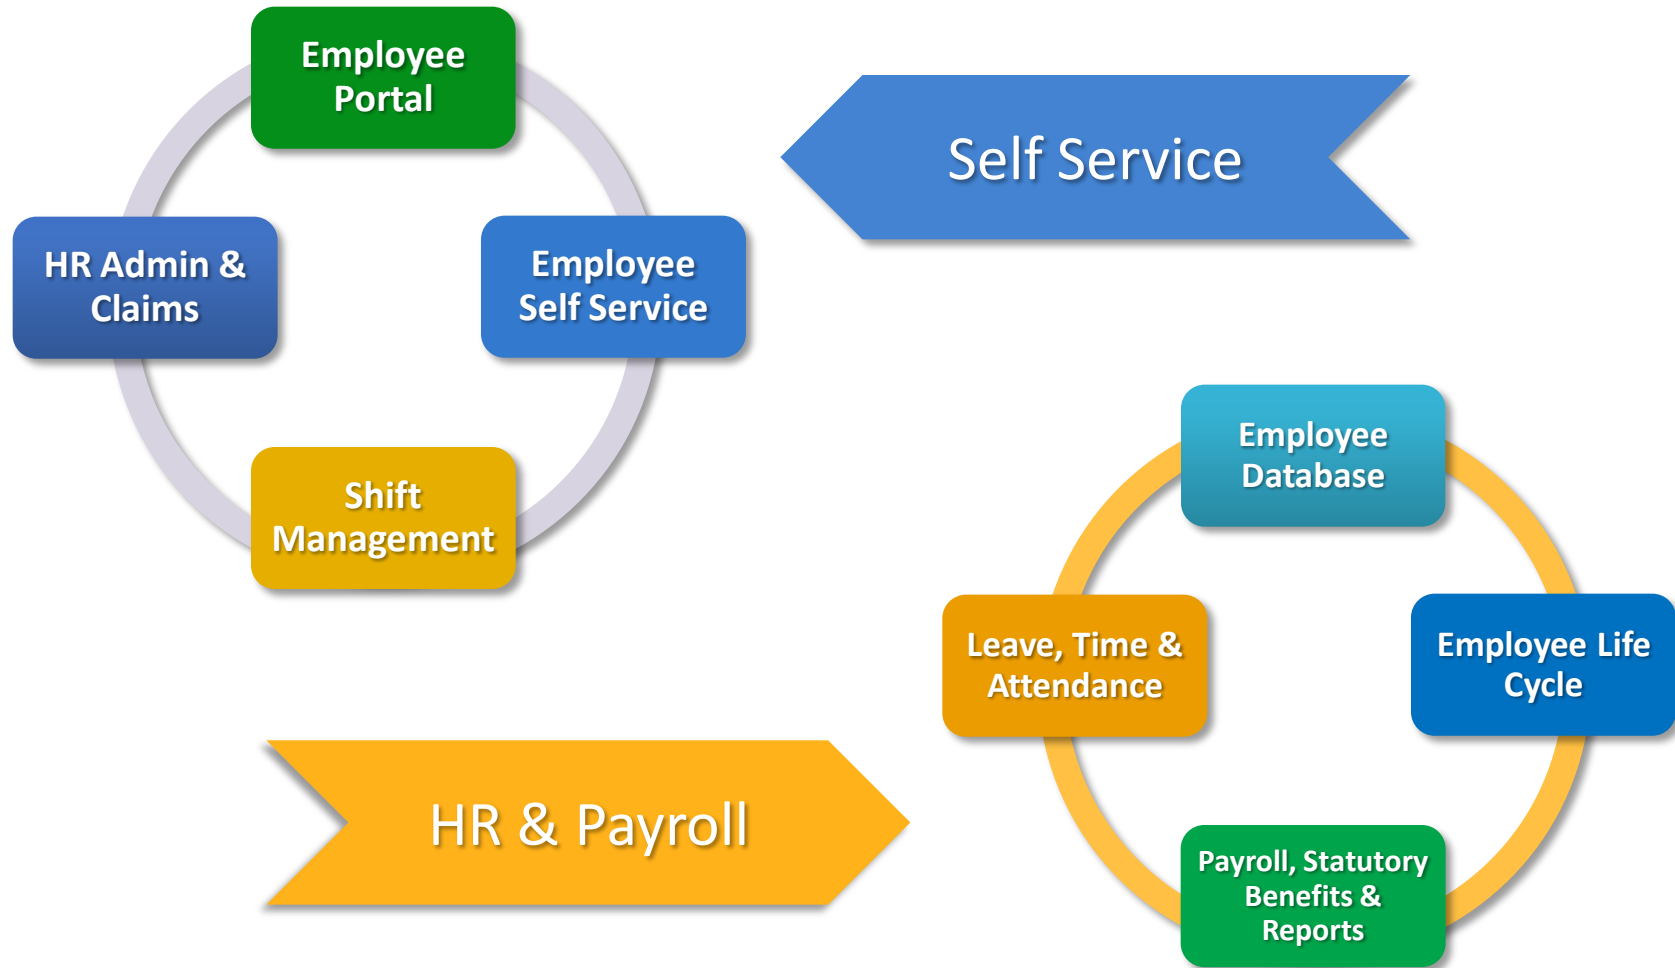 Employee
Portal
Self Service
HR Admin &
Claims
Employee
Self Service
Shift
Management
Employee
Database
Leave, Time &
Attendance
Employee Life
Cycle
HR & Payroll
Payroll, Statutory
Benefits &
Reports